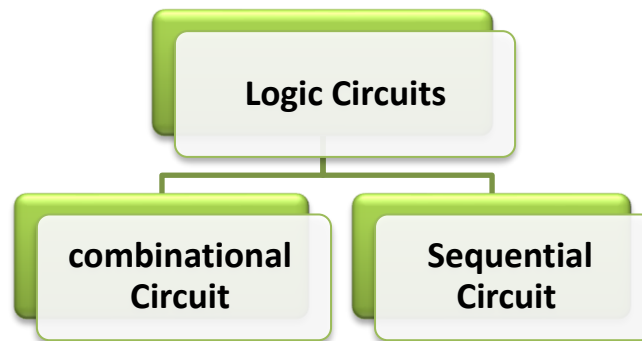 Logic Circuits
combinational
Circuit
Sequential
Circuit